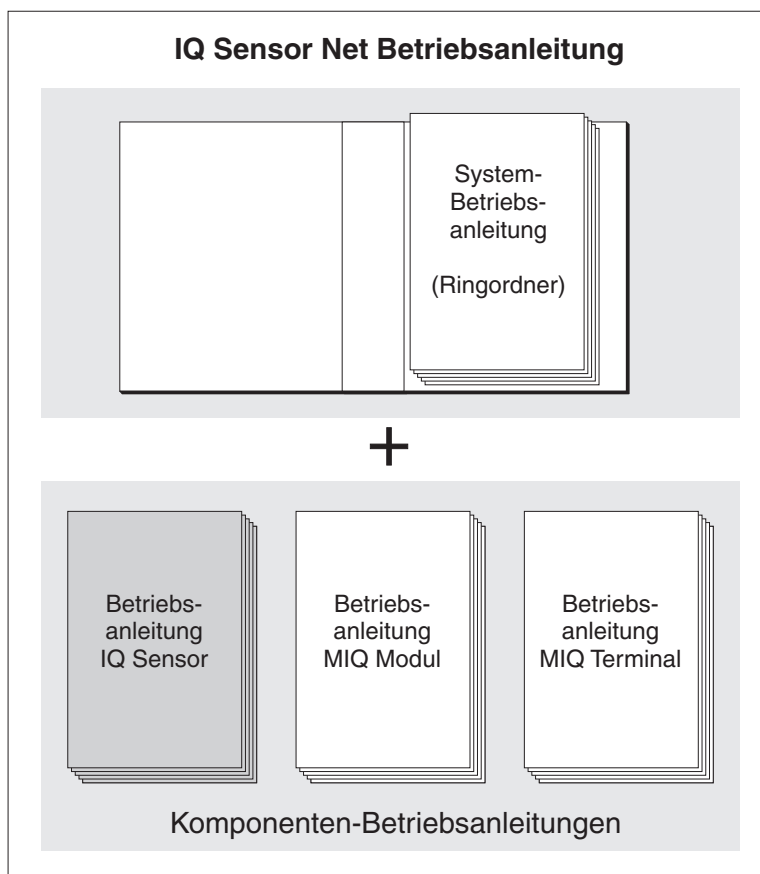 IQ Sensor Net Betriebsanleitung
System-
Betriebs-
anleitung
(Ringordner)
+
Betriebs-
anleitung
IQ Sensor
Betriebs-
anleitung
MIQ Modul
Betriebs-
anleitung
MIQ Terminal
Komponenten-Betriebsanleitungen